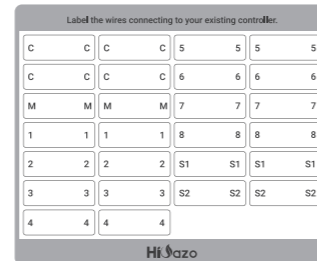 Label the wires connecting to your existing controller.
C C C C 5 5 5 5
C C C C 6 6 6 6
M M M M 7 7 7 7
1 1 1 1 8 8 8 8
2 2 2 2 S1 S1 S1 S1
3 3 3 3 S2 S2 S2 S2
4 4 4 4